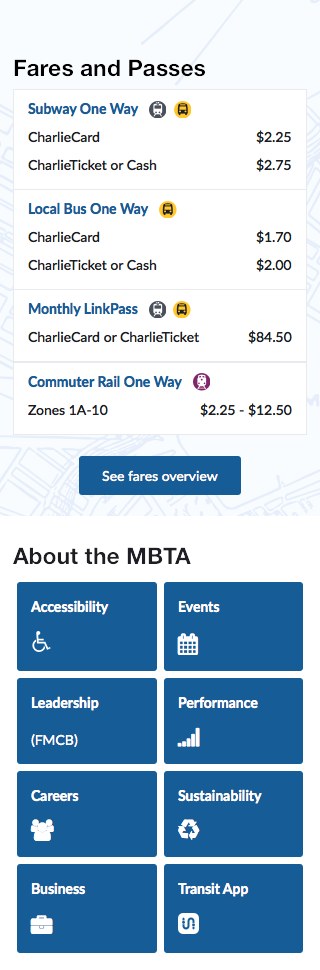 Fares and Passes
Subway One Way
CharlieCard $2.25
CharlieTicket or Cash $2.75
Local Bus One Way
CharlieCard $1.70
CharlieTicket or Cash $2.00
Monthly LinkPass
CharlieCard or CharlieTicket $84.50
Commuter Rail One Way
Zones 1A-10 $2.25 - $12.50
See fares overview
About the MBTA
Accessibility Events
Leadership Performance
(FMCB)
Careers Sustainability
Business Transit App